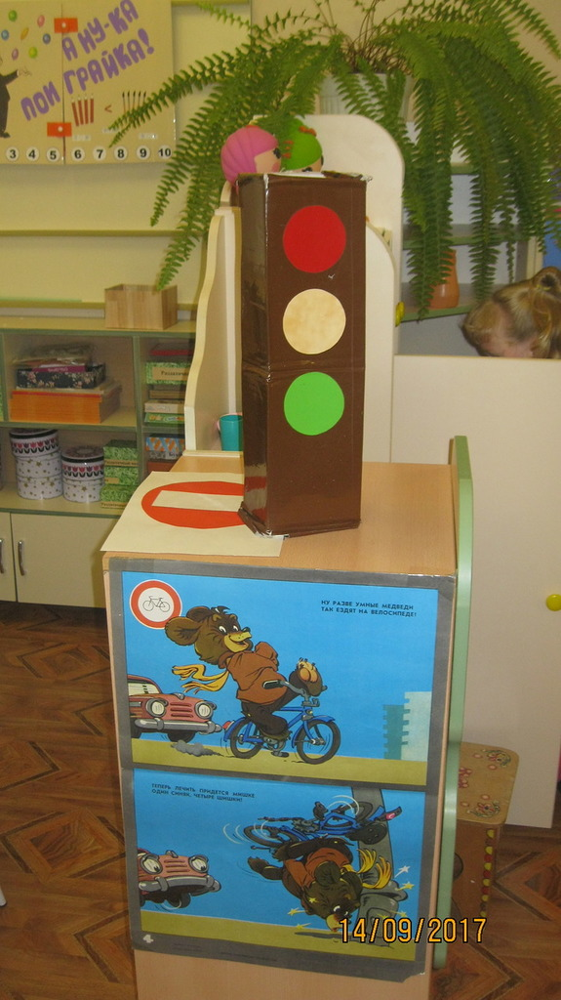 А НУ-КА
ПОИГРАЙКА!
3 4 5 6 7 8 9 10
НУ РАЗВЕ УМНЫЕ МЕДВЕДИ
ТАК ЕЗДЯТ НА ВЕЛОСИПЕДЕ!
ТЕПЕРЬ ЛЕЧИТЬ ПРИДЕТСЯ МИШКЕ
ОДИН СИНЯК, ЧЕТЫРЕ ШИШКИ!
4
14/09/2017